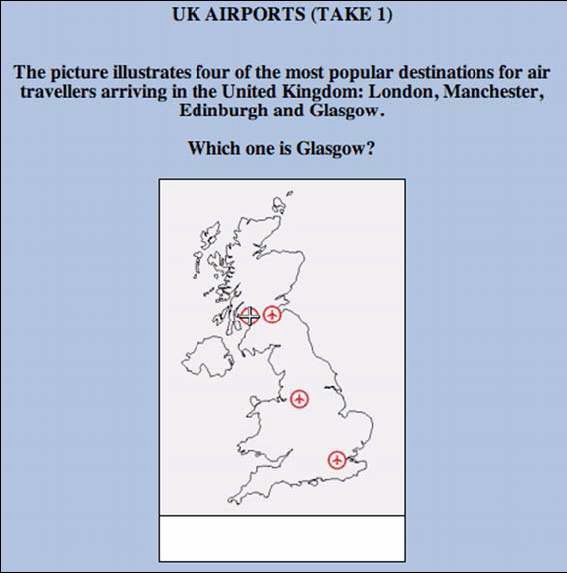 UK AIRPORTS (TAKE 1)
The picture illustrates four of the most popular destinations for air
travellers arriving in the United Kingdom: London, Manchester,
Edinburgh and Glasgow.
Which one is Glasgow?